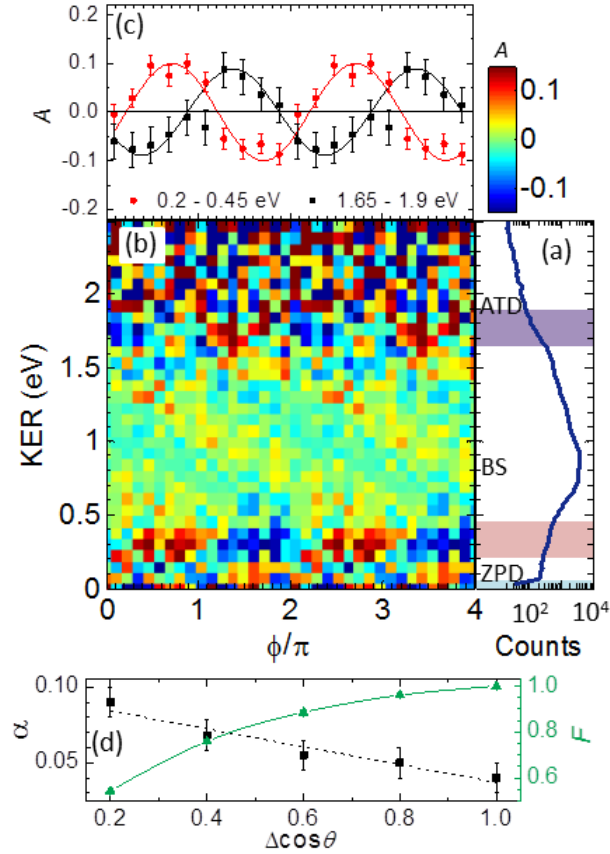 (c)
A
0.2
0.1
0.0
-0.1
-0.2
A
0.1
0
-0.1
0.2 - 0.45 eV
1.65 - 1.9 eV
(b)
(a)
KER (eV)
2
1.5
1
0.5
0
ATD
BS
ZPD
0
1
2
3
4
ϕ/π
10² 10⁴
Counts
α
0.10
0.05
(d)
1.0
0.8
0.6
F
0.2
0.4
0.6
0.8
1.0
Δcosθ